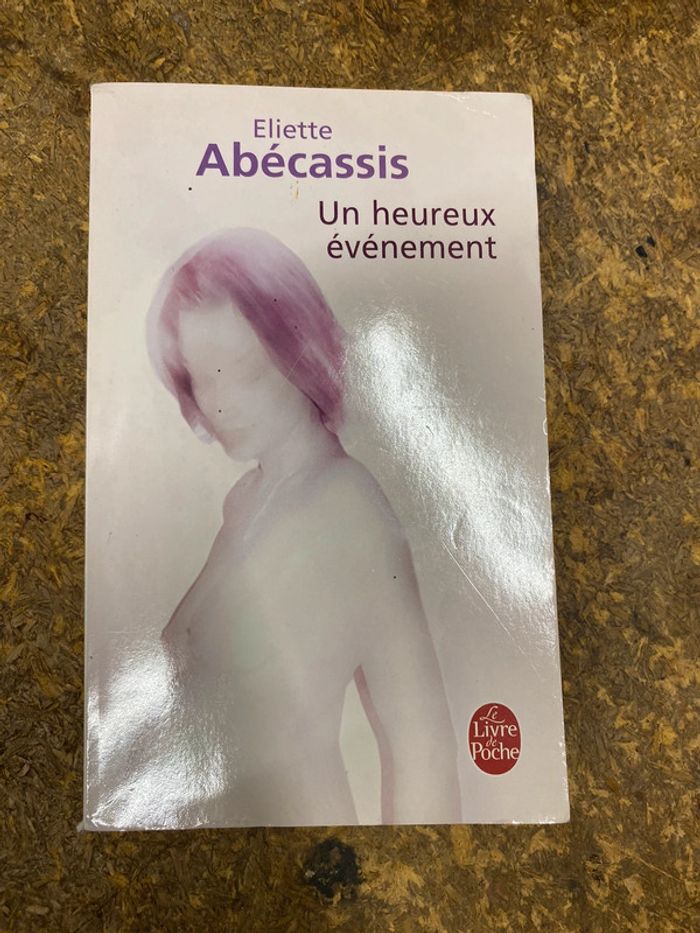 Eliette
Abécassis
Un heureux
événement
Le
Livre
de
Poche